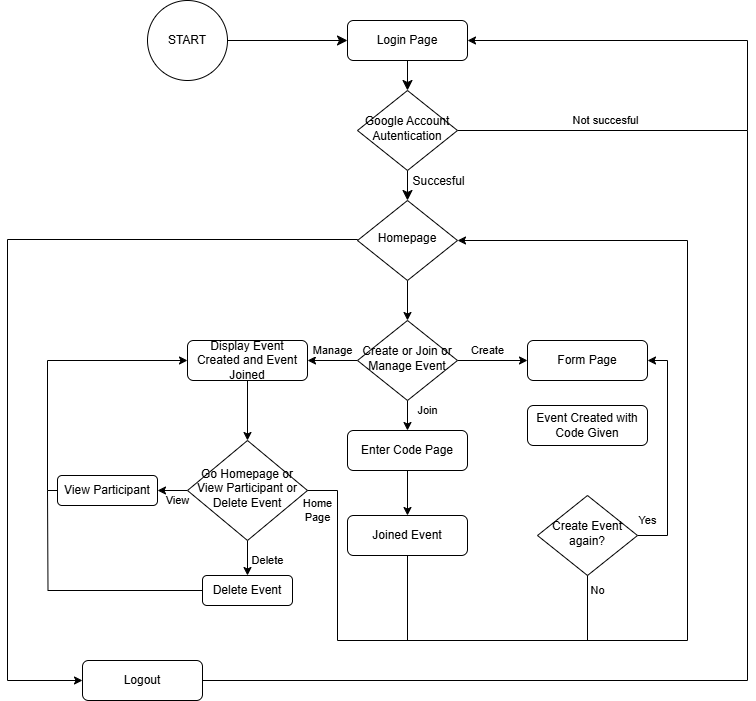 START
Login Page
Google Account
Autentication
Not succesful
Succesful
Homepage
Display Event
Created and Event
Joined
Manage
Create or Join or
Manage Event
Create
Form Page
Join
Event Created with
Code Given
Enter Code Page
Go Homepage or
View Participant or
Delete Event
View Participant
View
Home
Page
Joined Event
Create Event
again?
Yes
Delete
Delete Event
No
Logout